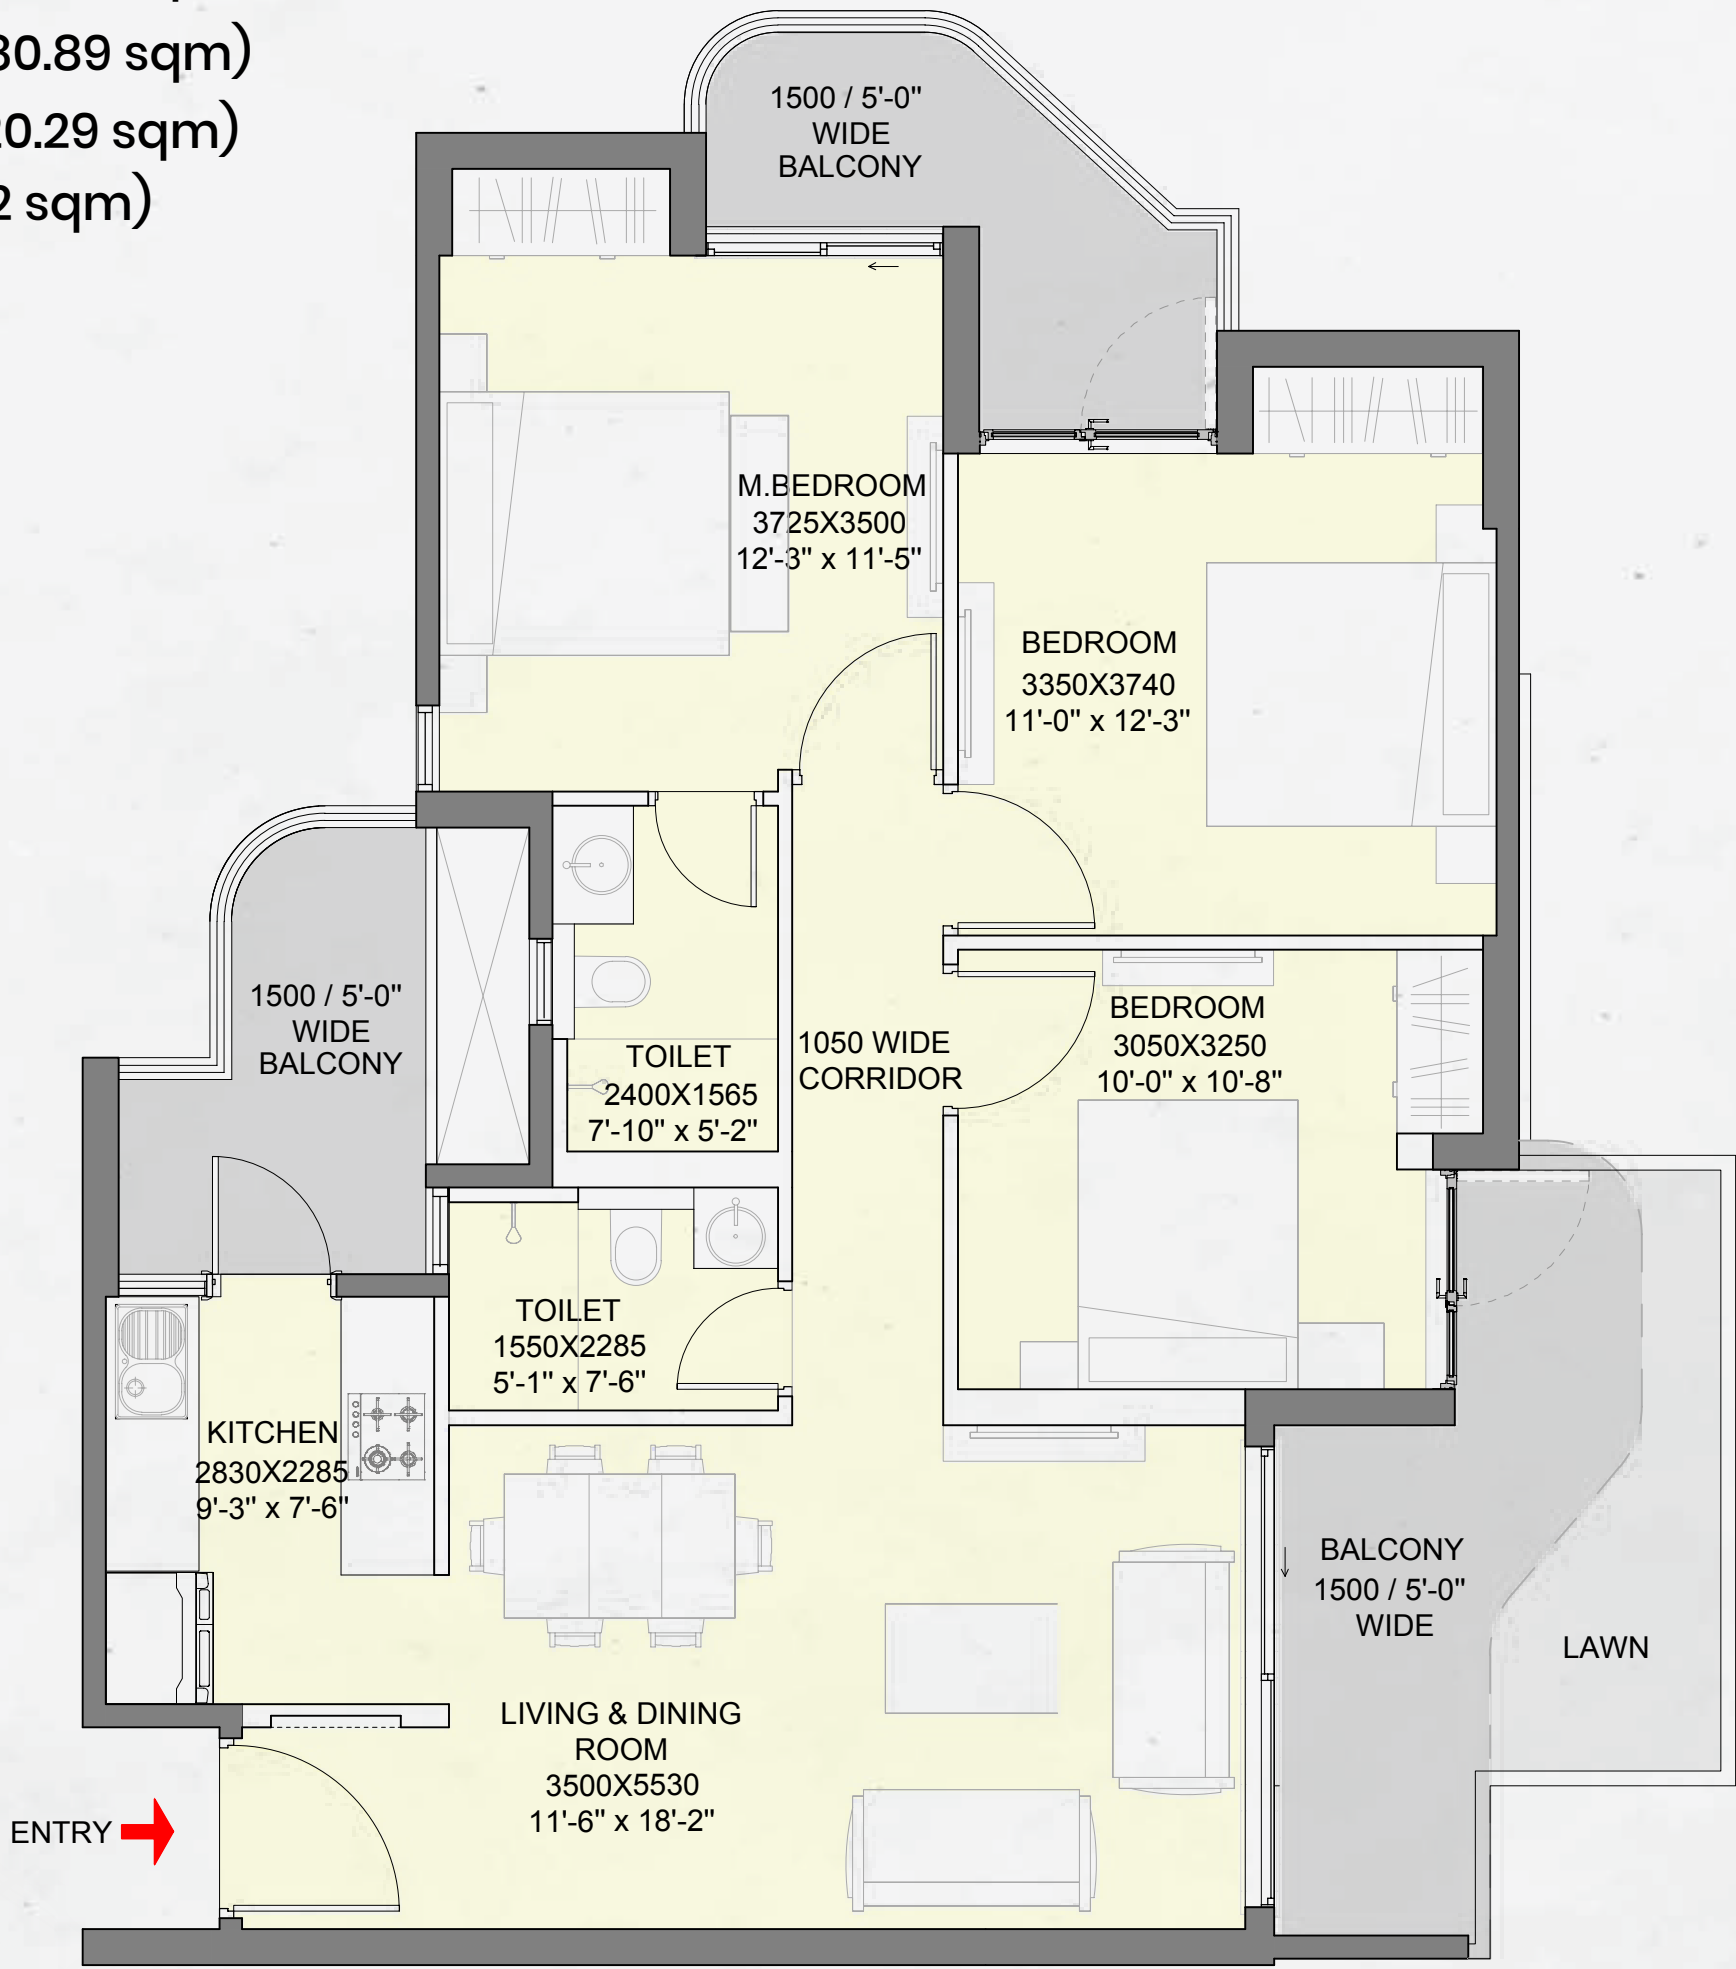 30.89 sqm)
20.29 sqm)
2 sqm)
1500 / 5'-0"
WIDE
BALCONY
M.BEDROOM
3725X3500
12'-3" x 11'-5"
BEDROOM
3350X3740
11'-0" x 12'-3"
1500 / 5'-0"
WIDE
BALCONY
TOILET
2400X1565
7'-10" x 5'-2"
1050 WIDE
CORRIDOR
BEDROOM
3050X3250
10'-0" x 10'-8"
TOILET
1550X2285
5'-1" x 7'-6"
KITCHEN
2830X2285
9'-3" x 7'-6"
BALCONY
1500 / 5'-0"
WIDE
LAWN
LIVING & DINING
ROOM
3500X5530
11'-6" x 18'-2"
ENTRY